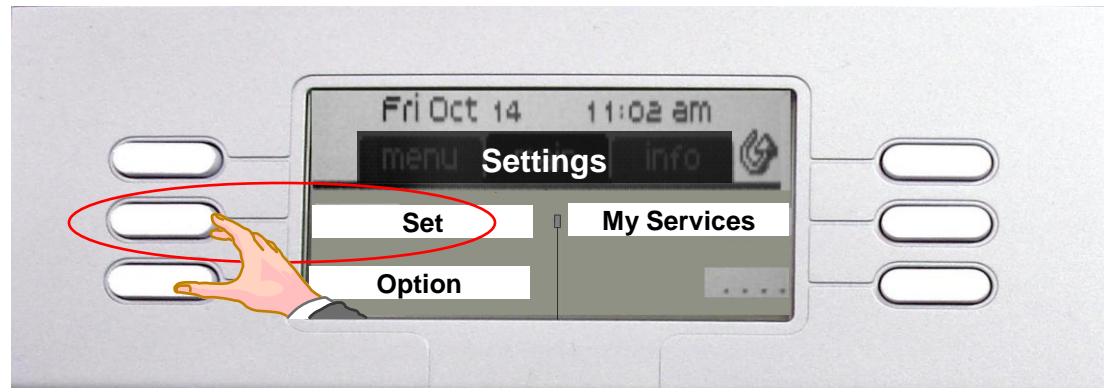 Fri Oct 14 11:02 am
menu Settings info
Set My Services
Option
....